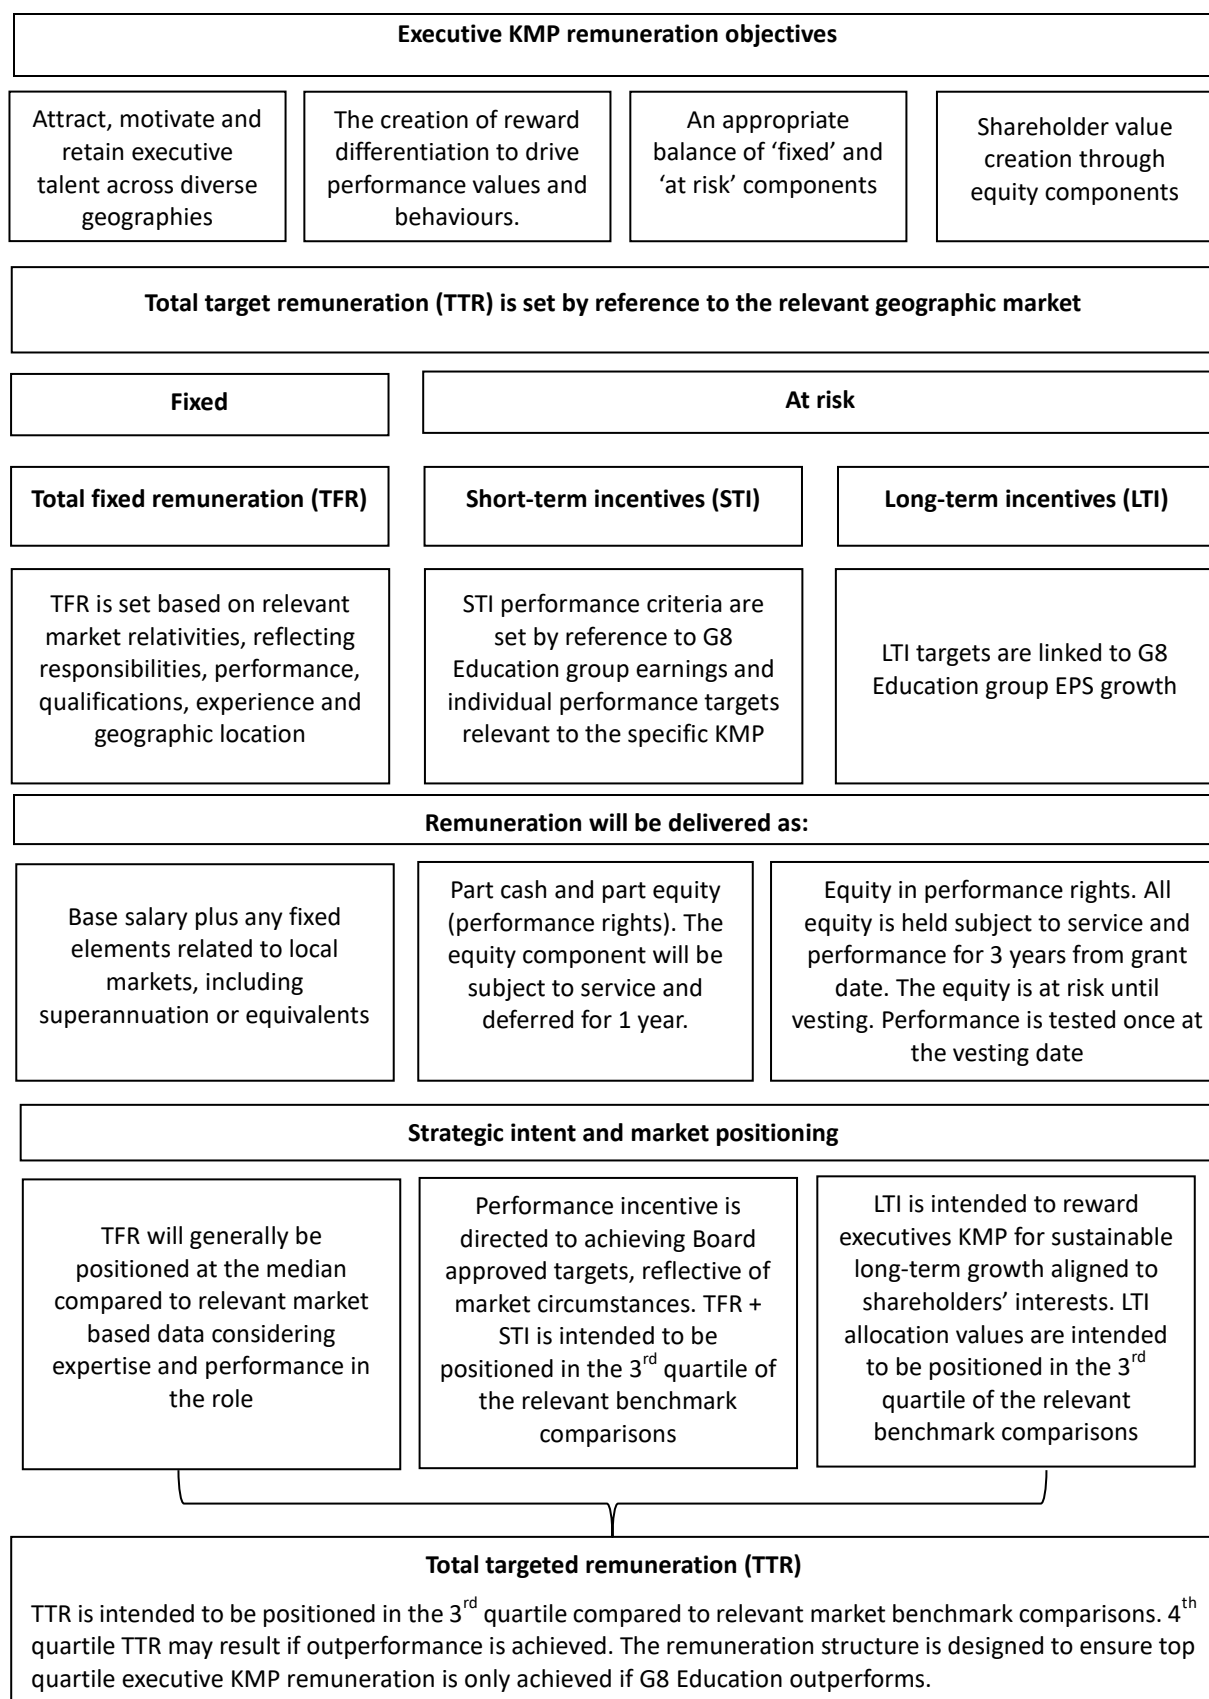 Executive KMP remuneration objectives
Attract, motivate and
retain executive
talent across diverse
geographies
The creation of reward
differentiation to drive
performance values and
behaviours.
An appropriate
balance of ‘fixed’ and
‘at risk’ components
Shareholder value
creation through
equity components
Total target remuneration (TTR) is set by reference to the relevant geographic market
Fixed
At risk
Total fixed remuneration (TFR)
Short-term incentives (STI)
Long-term incentives (LTI)
TFR is set based on relevant
market relativities, reflecting
responsibilities, performance,
qualifications, experience and
geographic location
STI performance criteria are
set by reference to G8
Education group earnings and
individual performance targets
relevant to the specific KMP
LTI targets are linked to G8
Education group EPS growth
Remuneration will be delivered as:
Base salary plus any fixed
elements related to local
markets, including
superannuation or equivalents
Part cash and part equity
(performance rights). The
equity component will be
subject to service and
deferred for 1 year.
Equity in performance rights. All
equity is held subject to service and
performance for 3 years from grant
date. The equity is at risk until
vesting. Performance is tested once at
the vesting date
Strategic intent and market positioning
TFR will generally be
positioned at the median
compared to relevant market
based data considering
expertise and performance in
the role
Performance incentive is
directed to achieving Board
approved targets, reflective of
market circumstances. TFR +
STI is intended to be
positioned in the 3rd quartile of
the relevant benchmark
comparisons
LTI is intended to reward
executives KMP for sustainable
long-term growth aligned to
shareholders’ interests. LTI
allocation values are intended
to be positioned in the 3rd
quartile of the relevant
benchmark comparisons
Total targeted remuneration (TTR)
TTR is intended to be positioned in the 3rd quartile compared to relevant market benchmark comparisons. 4th
quartile TTR may result if outperformance is achieved. The remuneration structure is designed to ensure top
quartile executive KMP remuneration is only achieved if G8 Education outperforms.